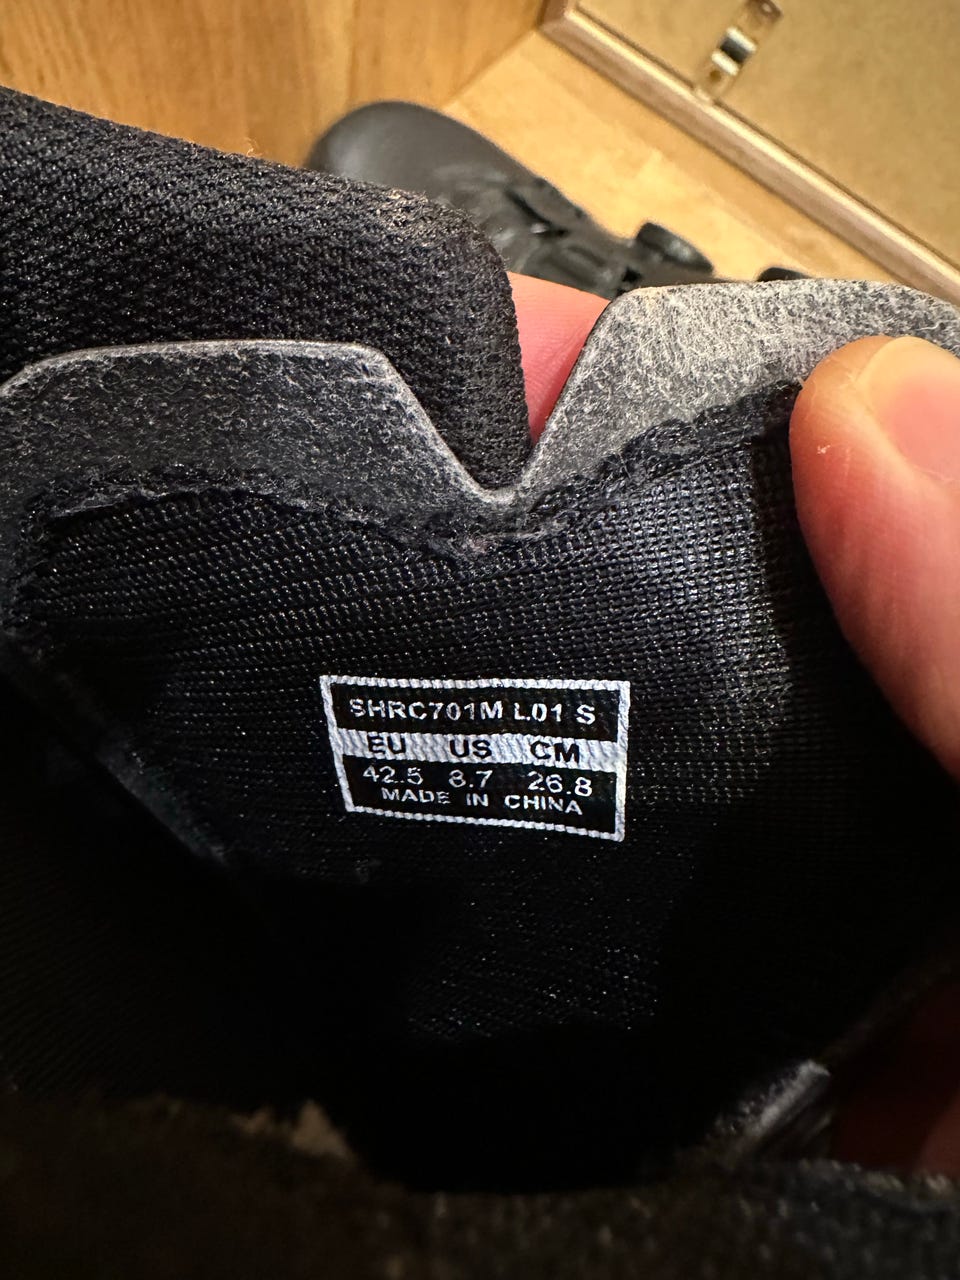 SHRC701M L01 S
EU US CM
42.5 8.7 26.8
MADE IN CHINA